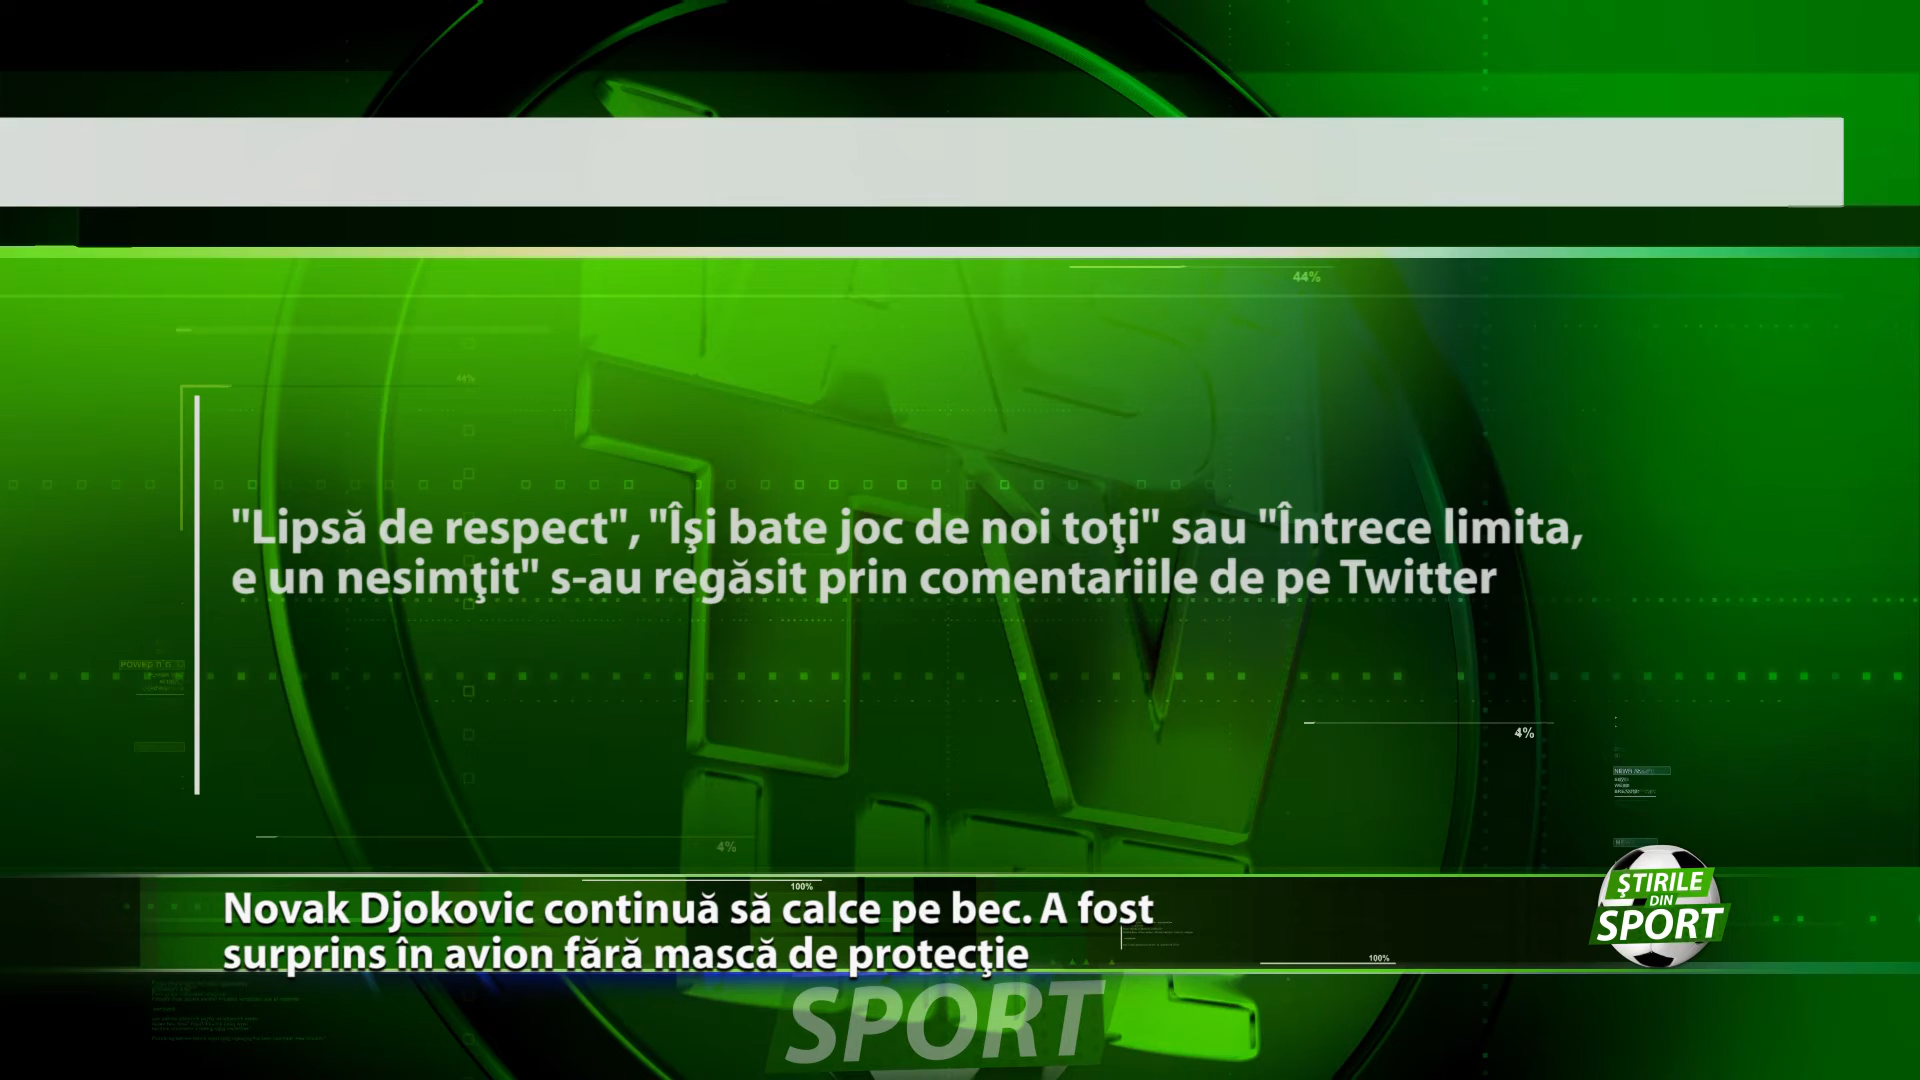 44%
44%
"Lipsă de respect", "Îşi bate joc de noi toţi" sau "Întrece limita,
e un nesimţit" s-au regăsit prin comentariile de pe Twitter
TV
4%
4%
100%
Novak Djokovic continuă să calce pe bec. A fost
surprins în avion fără mască de protecţie
ŞTIRILE
DIN
SPORT
100%
SPORT